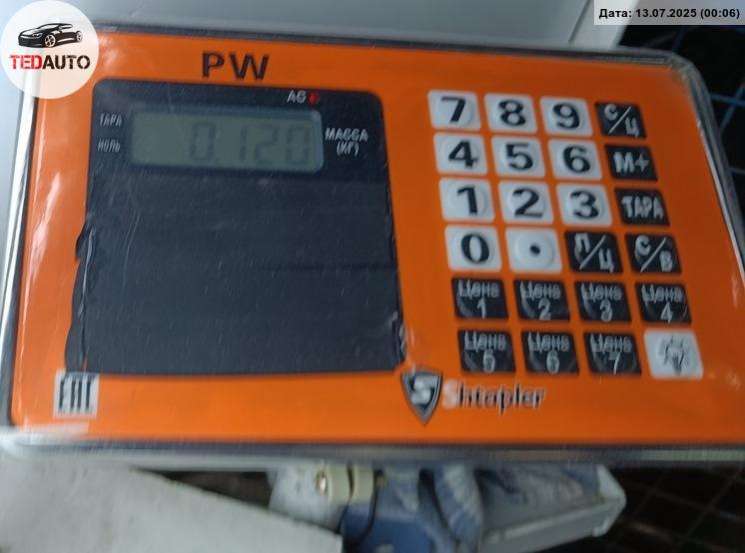 Дата: 13.07.2025 (00:06)
TEDAUTO
PW
AC
ТАРА
НОЛЬ
0.120
МАССА
(КГ)
7 8 9 С/Ц
4 5 6 М+
1 2 3 ТАРА
0 . П/Ц С/В
Цена 1 Цена 2 Цена 3 Цена 4
Цена 5 Цена 6 Цена 7
EAC
Shtapler